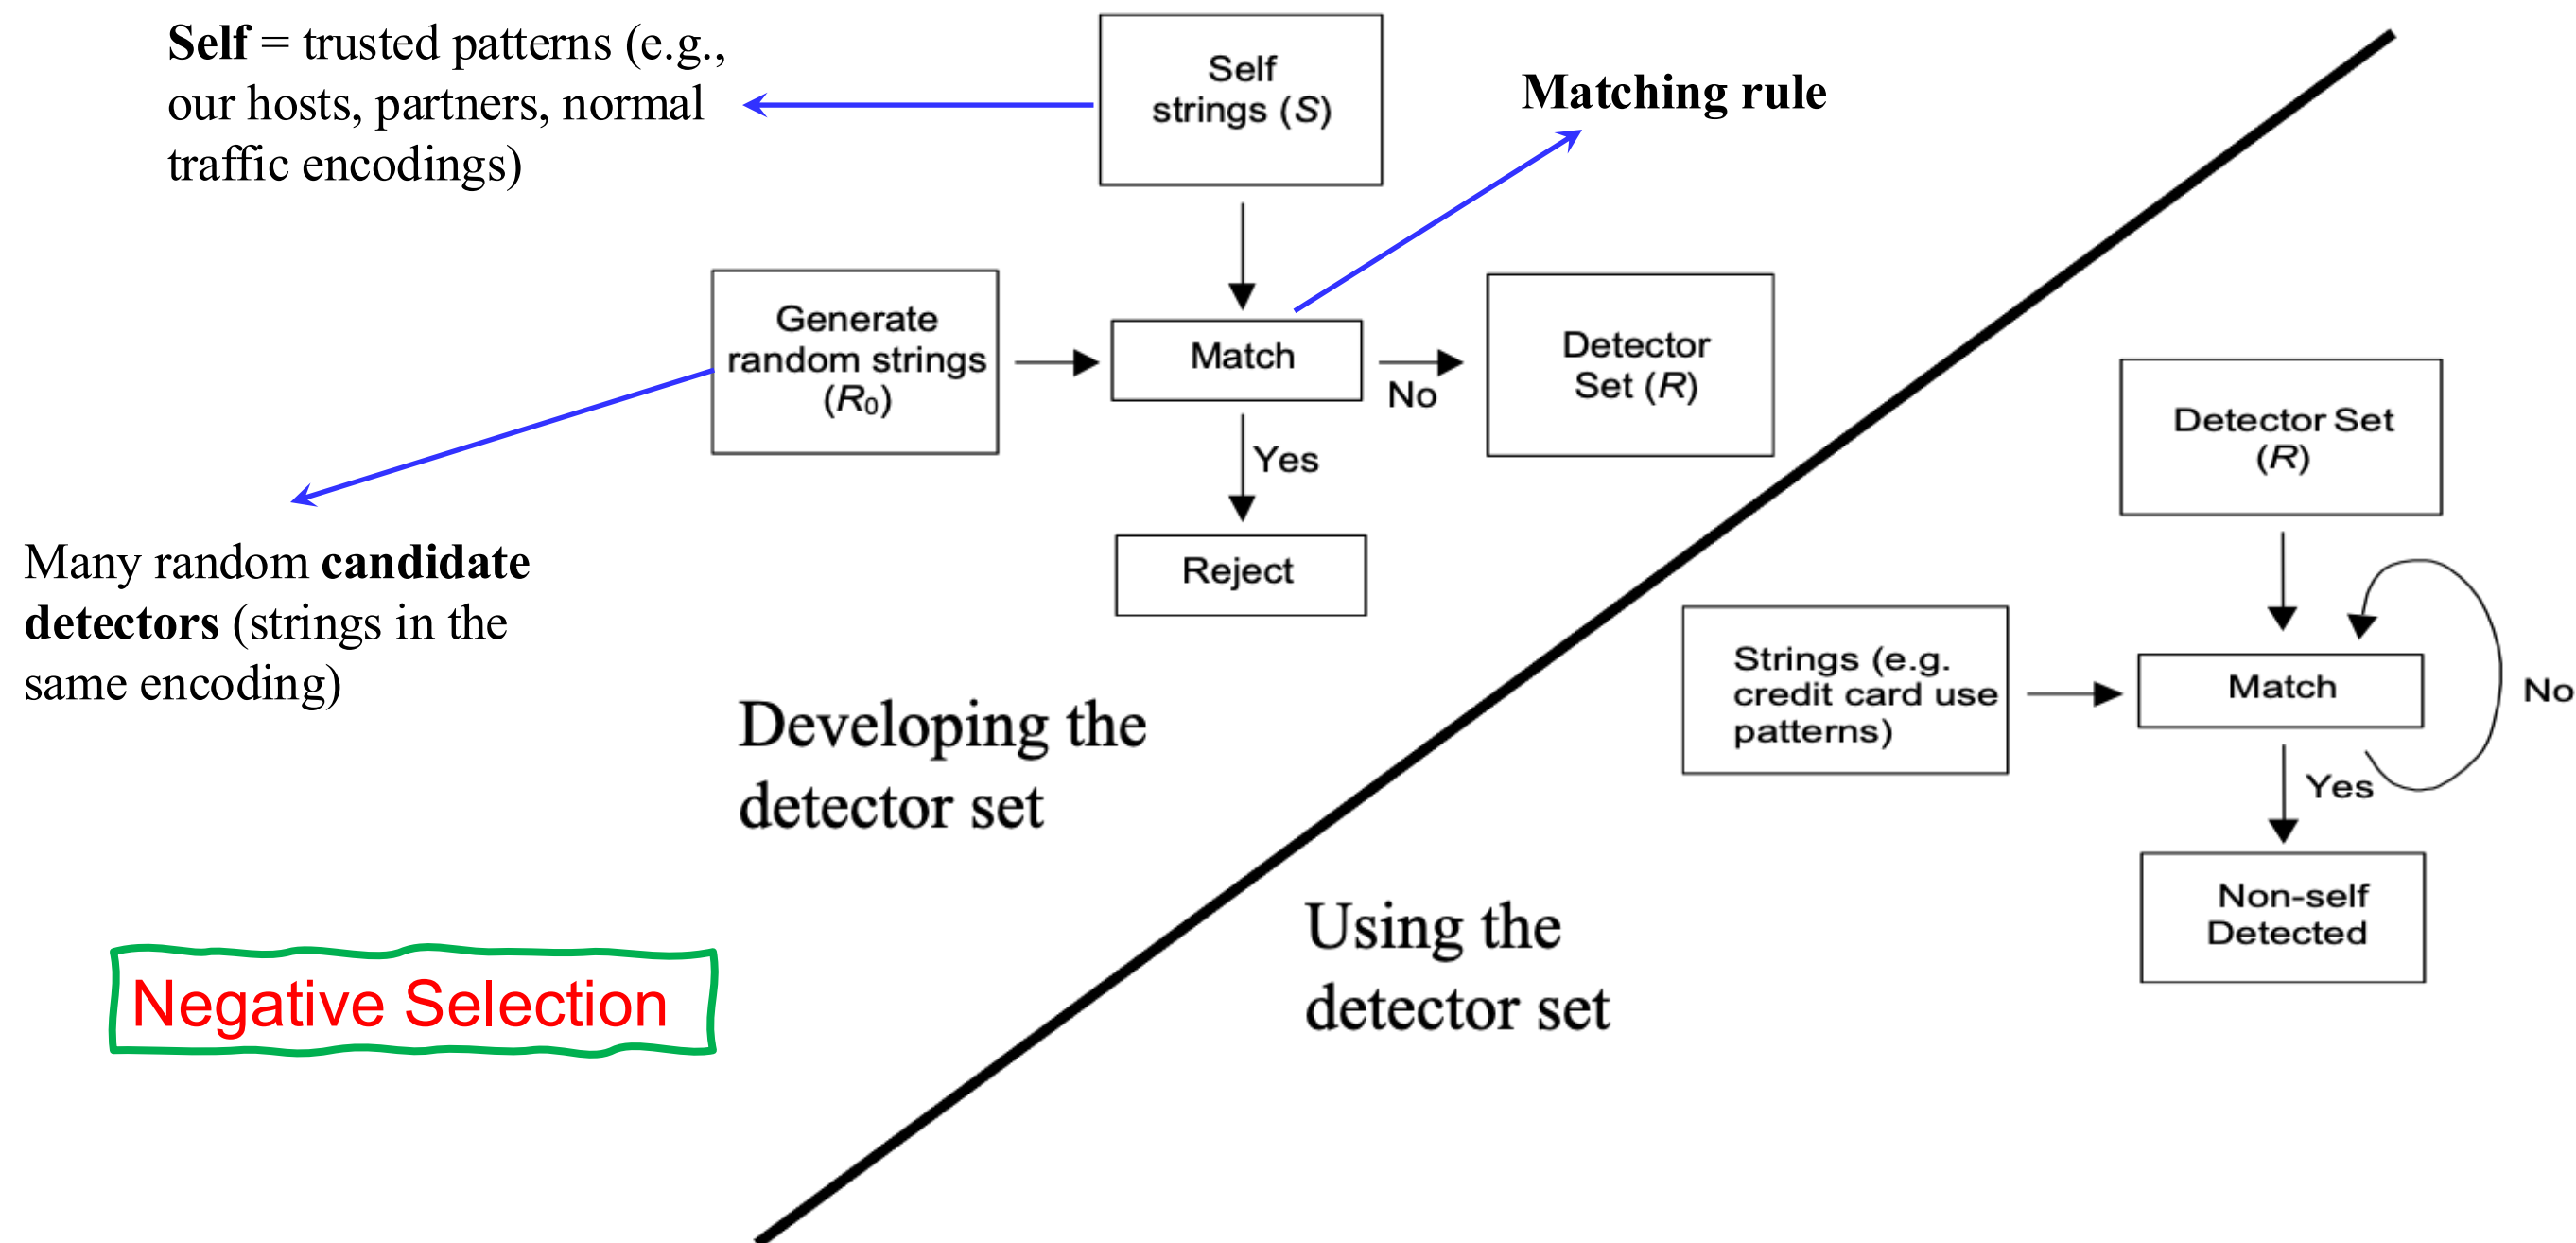 Self = trusted patterns (e.g.,
our hosts, partners, normal
traffic encodings)
Self
strings (S)
Matching rule
Generate
random strings
(R₀)
Match
No
Detector
Set (R)
Yes
Reject
Many random candidate
detectors (strings in the
same encoding)
Developing the
detector set
Negative Selection
Detector Set
(R)
Strings (e.g.
credit card use
patterns)
Match
No
Yes
Non-self
Detected
Using the
detector set